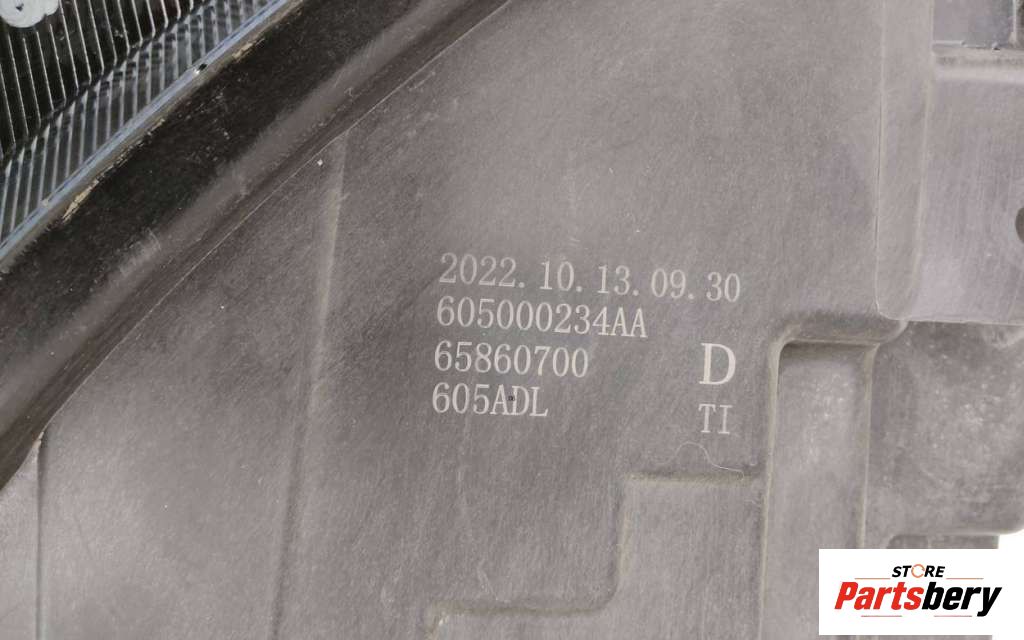 2022.10.13.09.30
605000234AA
65860700
605ADL
D
TI
STORE
Partsbery